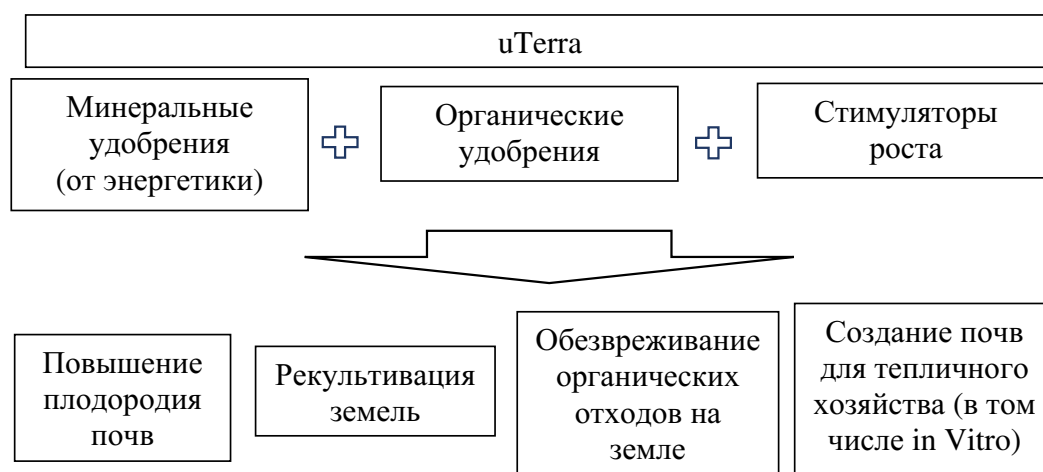 uTerra
Минеральные
удобрения
(от энергетики)
Органические
удобрения
Стимуляторы
роста
Повышение
плодородия
почв
Рекультивация
земель
Обезвреживание
органических
отходов на
земле
Создание почв
для тепличного
хозяйства (в том
числе in Vitro)